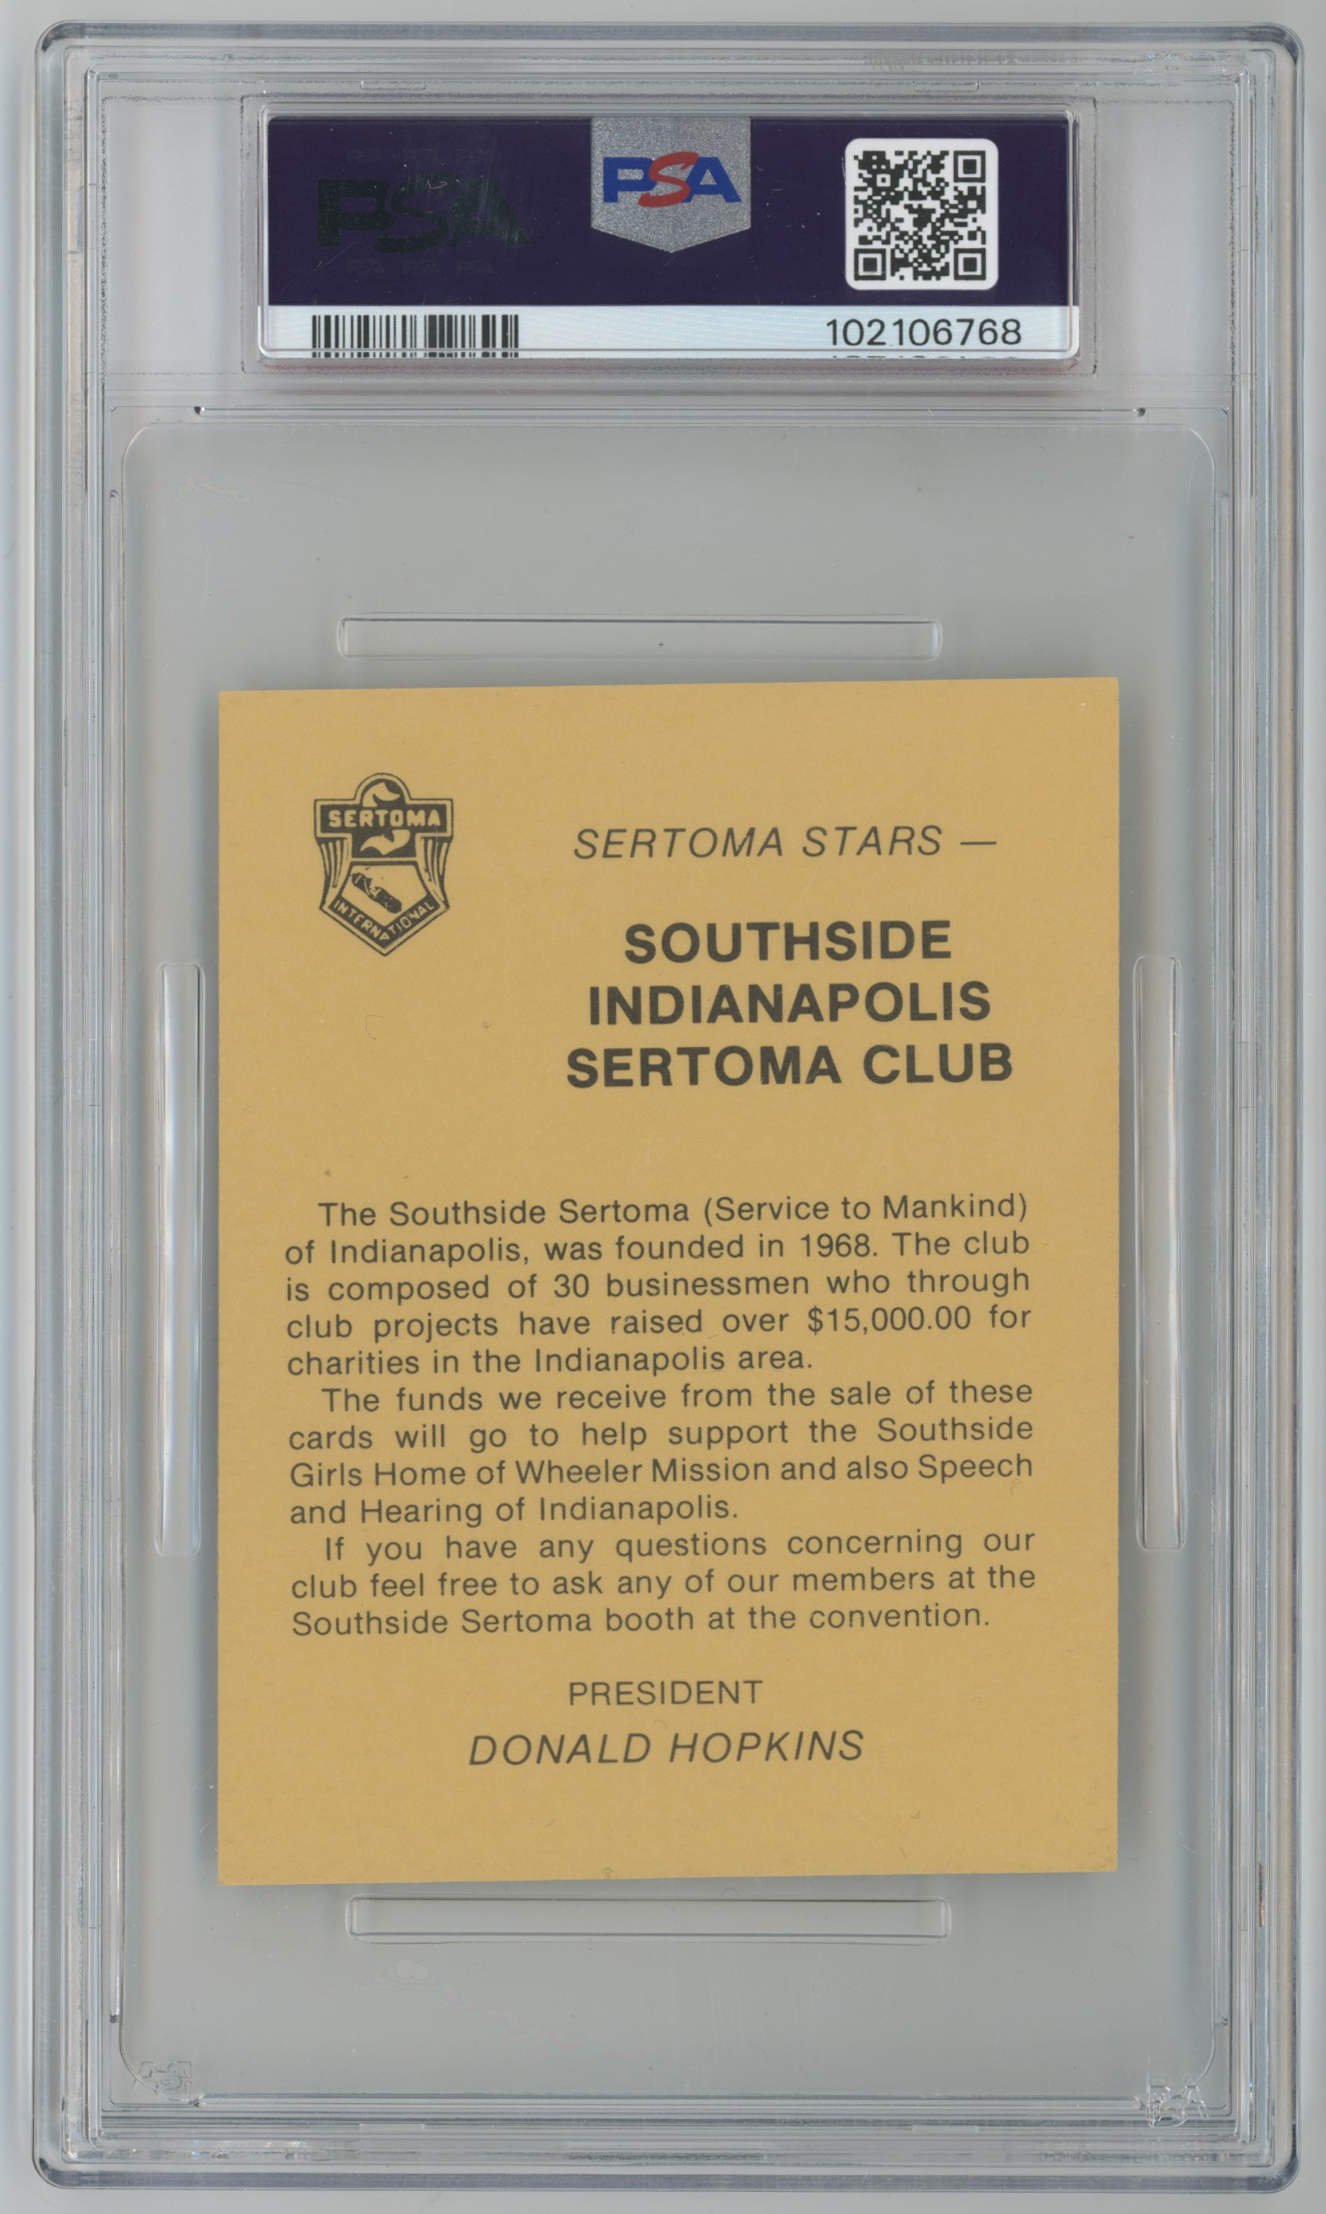 PSA
PSA
102106768
SERTOMA
INTERNATIONAL
SERTOMA STARS —
SOUTHSIDE
INDIANAPOLIS
SERTOMA CLUB
The Southside Sertoma (Service to Mankind)
of Indianapolis, was founded in 1968. The club
is composed of 30 businessmen who through
club projects have raised over $15,000.00 for
charities in the Indianapolis area.
The funds we receive from the sale of these
cards will go to help support the Southside
Girls Home of Wheeler Mission and also Speech
and Hearing of Indianapolis.
If you have any questions concerning our
club feel free to ask any of our members at the
Southside Sertoma booth at the convention.
PRESIDENT
DONALD HOPKINS
PSA